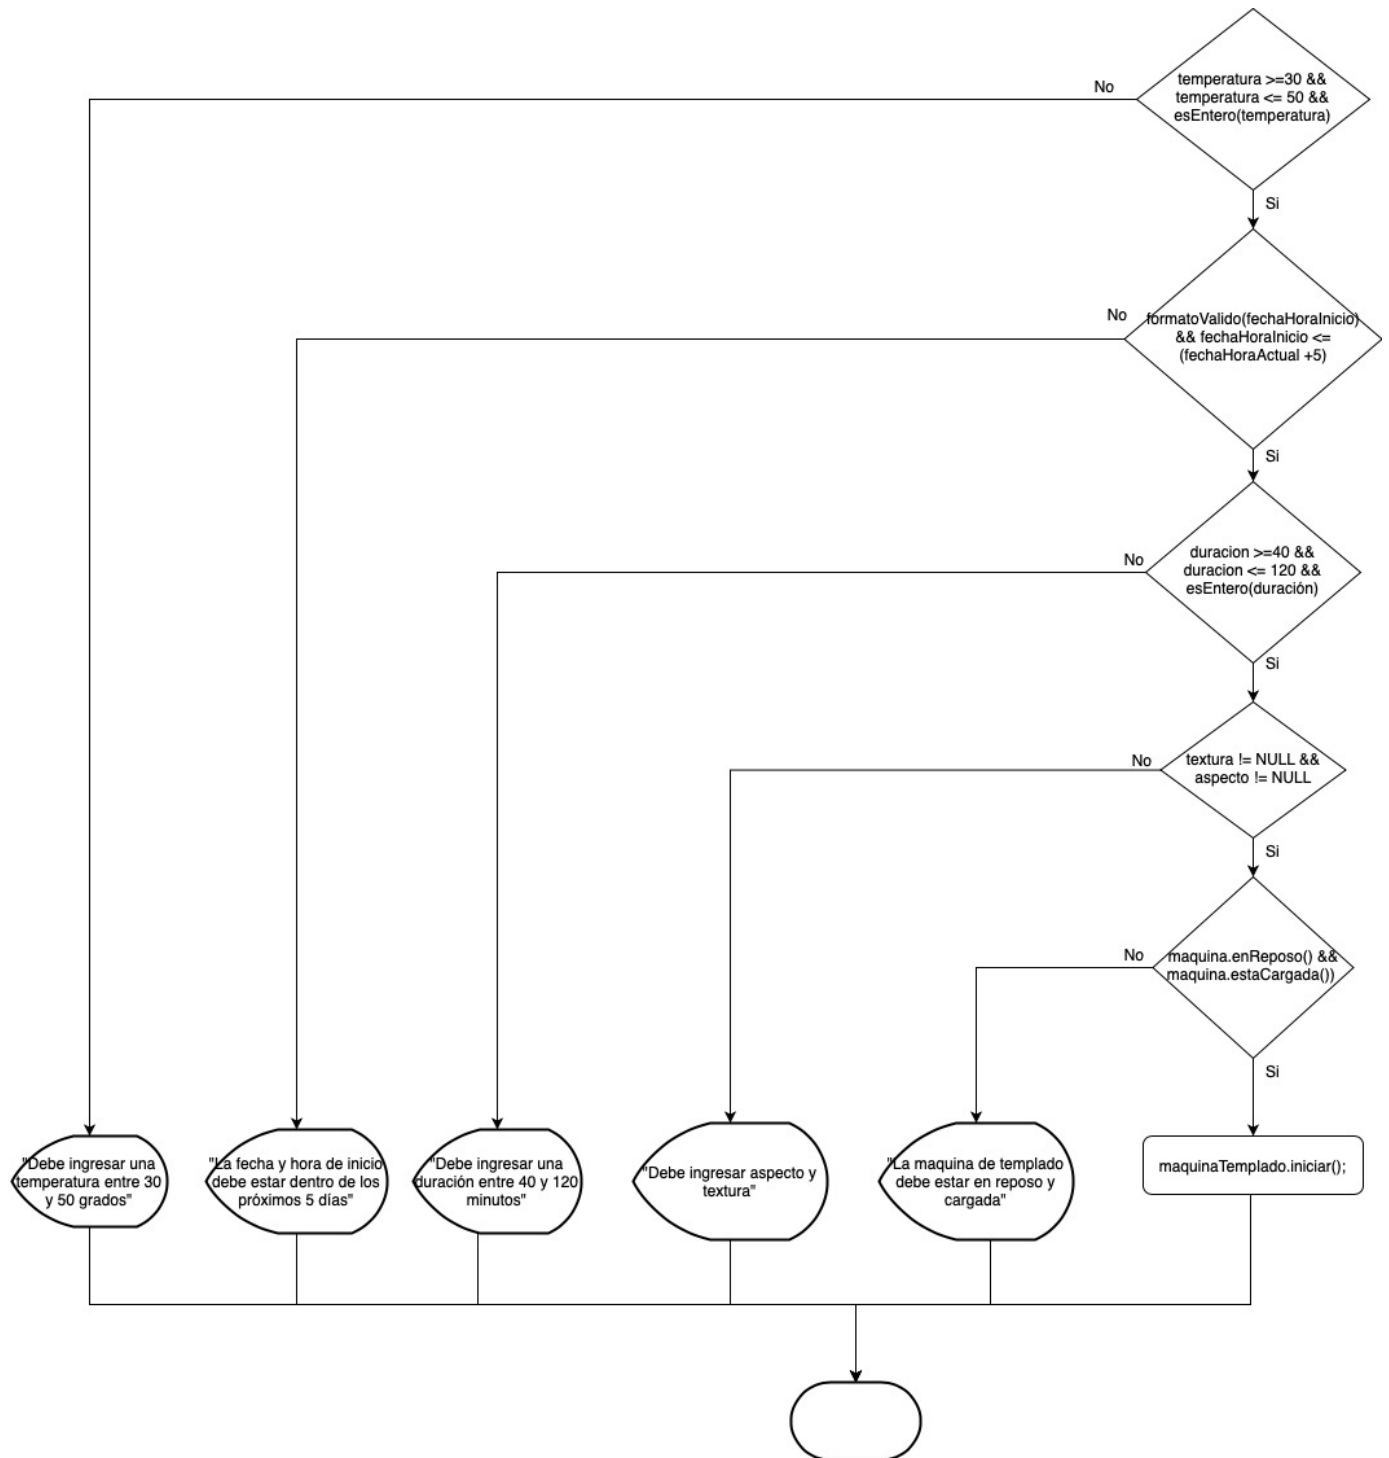 temperatura >=30 &&
temperatura <= 50 &&
esEntero(temperatura)
No
Si
formatoValido(fechaHoraInicio)
&& fechaHoraInicio <=
(fechaHoraActual +5)
No
Si
duracion >=40 &&
duracion <= 120 &&
esEntero(duración)
No
Si
textura != NULL &&
aspecto != NULL
No
Si
maquina.enReposo() &&
maquina.estaCargada())
No
Si
"Debe ingresar una
temperatura entre 30
y 50 grados"
"La fecha y hora de inicio
debe estar dentro de los
próximos 5 días"
"Debe ingresar una
duración entre 40 y 120
minutos"
"Debe ingresar aspecto y
textura"
"La maquina de templado
debe estar en reposo y
cargada"
maquinaTemplado.iniciar();